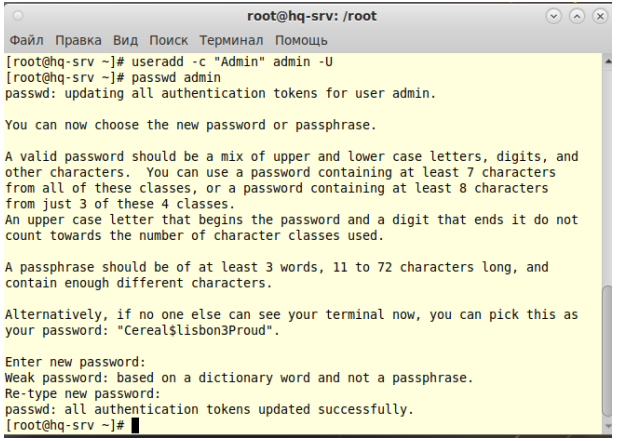 root@hq-srv: /root
Файл Правка Вид Поиск Терминал Помощь
[root@hq-srv ~]# useradd -c "Admin" admin -U
[root@hq-srv ~]# passwd admin
passwd: updating all authentication tokens for user admin.
You can now choose the new password or passphrase.
A valid password should be a mix of upper and lower case letters, digits, and
other characters.  You can use a password containing at least 7 characters
from all of these classes, or a password containing at least 8 characters
from just 3 of these 4 classes.
An upper case letter that begins the password and a digit that ends it do not
count towards the number of character classes used.
A passphrase should be of at least 3 words, 11 to 72 characters long, and
contain enough different characters.
Alternatively, if no one else can see your terminal now, you can pick this as
your password: "Cereal$lisbon3Proud".
Enter new password:
Weak password: based on a dictionary word and not a passphrase.
Re-type new password:
passwd: all authentication tokens updated successfully.
[root@hq-srv ~]#